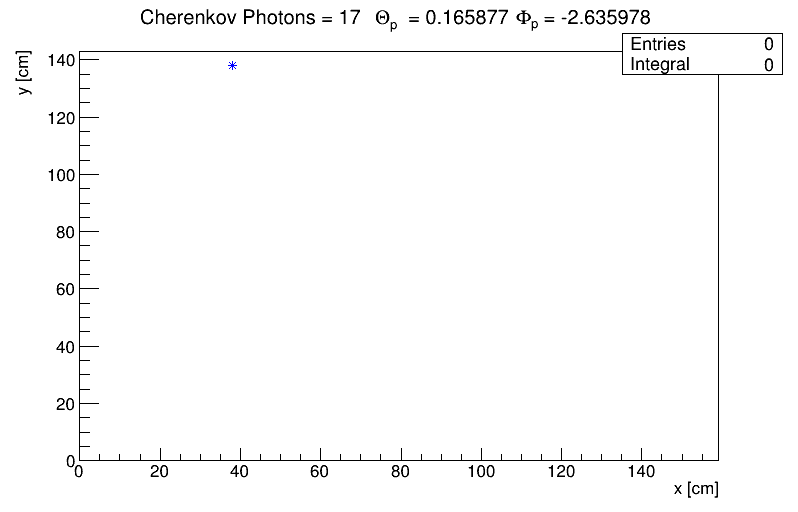 Cherenkov Photons = 17 Θp = 0.165877 Φp = -2.635978
Entries 0
Integral 0
y [cm]
140
120
100
80
60
40
20
0
0 20 40 60 80 100 120 140
x [cm]